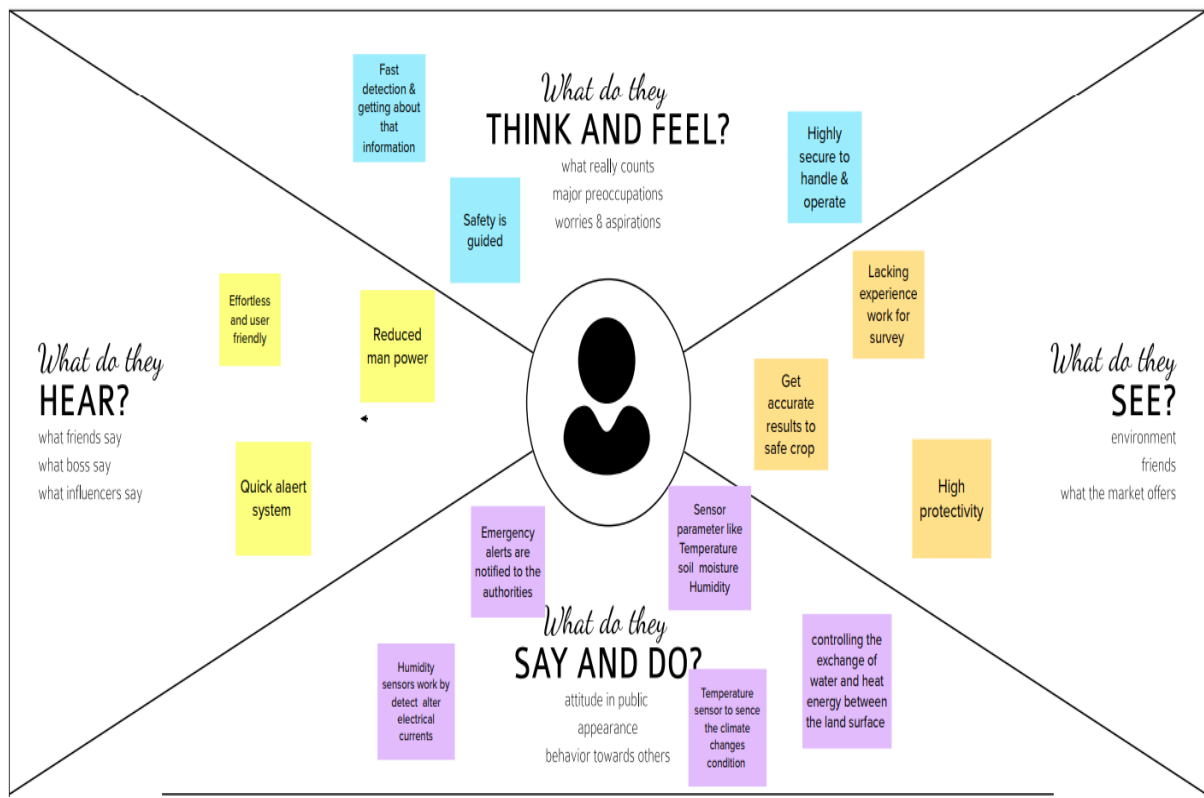 Fast
detection &
getting about
that
information
What do they
THINK AND FEEL?
what really counts
major preoccupations
worries & aspirations
Highly
secure to
handle &
operate
Safety is
guided
Effortless
and user
friendly
Reduced
man power
What do they
HEAR?
what friends say
what boss say
what influencers say
Quick alaert
system
Lacking
experience
work for
survey
Get
accurate
results to
safe crop
What do they
SEE?
environment
friends
what the market offers
High
protectivity
Emergency
alerts are
notified to the
authorities
Sensor
parameter like
Temperature
soil moisture
Humidity
What do they
SAY AND DO?
attitude in public
appearance
behavior towards others
Humidity
sensors work by
detect alter
electrical
currents
Temperature
sensor to sence
the climate
changes
condition
controlling the
exchange of
water and heat
energy between
the land surface